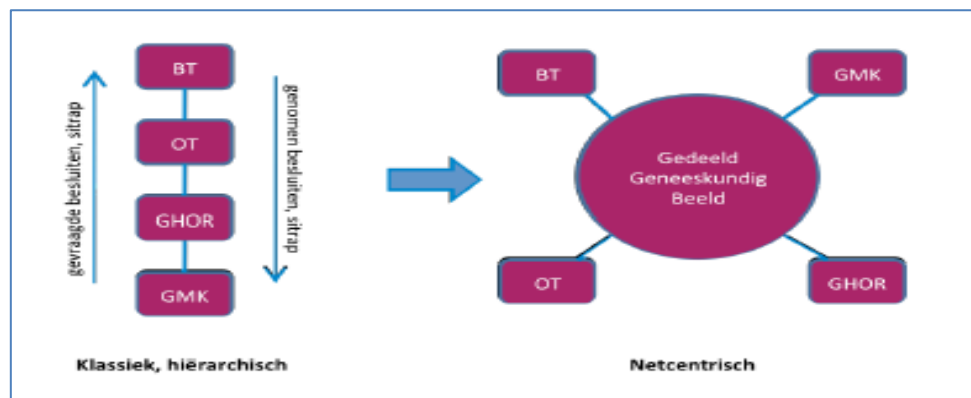 gevraagde besluiten, sitrap
BT
OT
GHOR
GMK
genomen besluiten, sitrap
Klassiek, hiërarchisch
BT
GMK
Gedeeld
Geneeskundig
Beeld
OT
GHOR
Netcentrisch